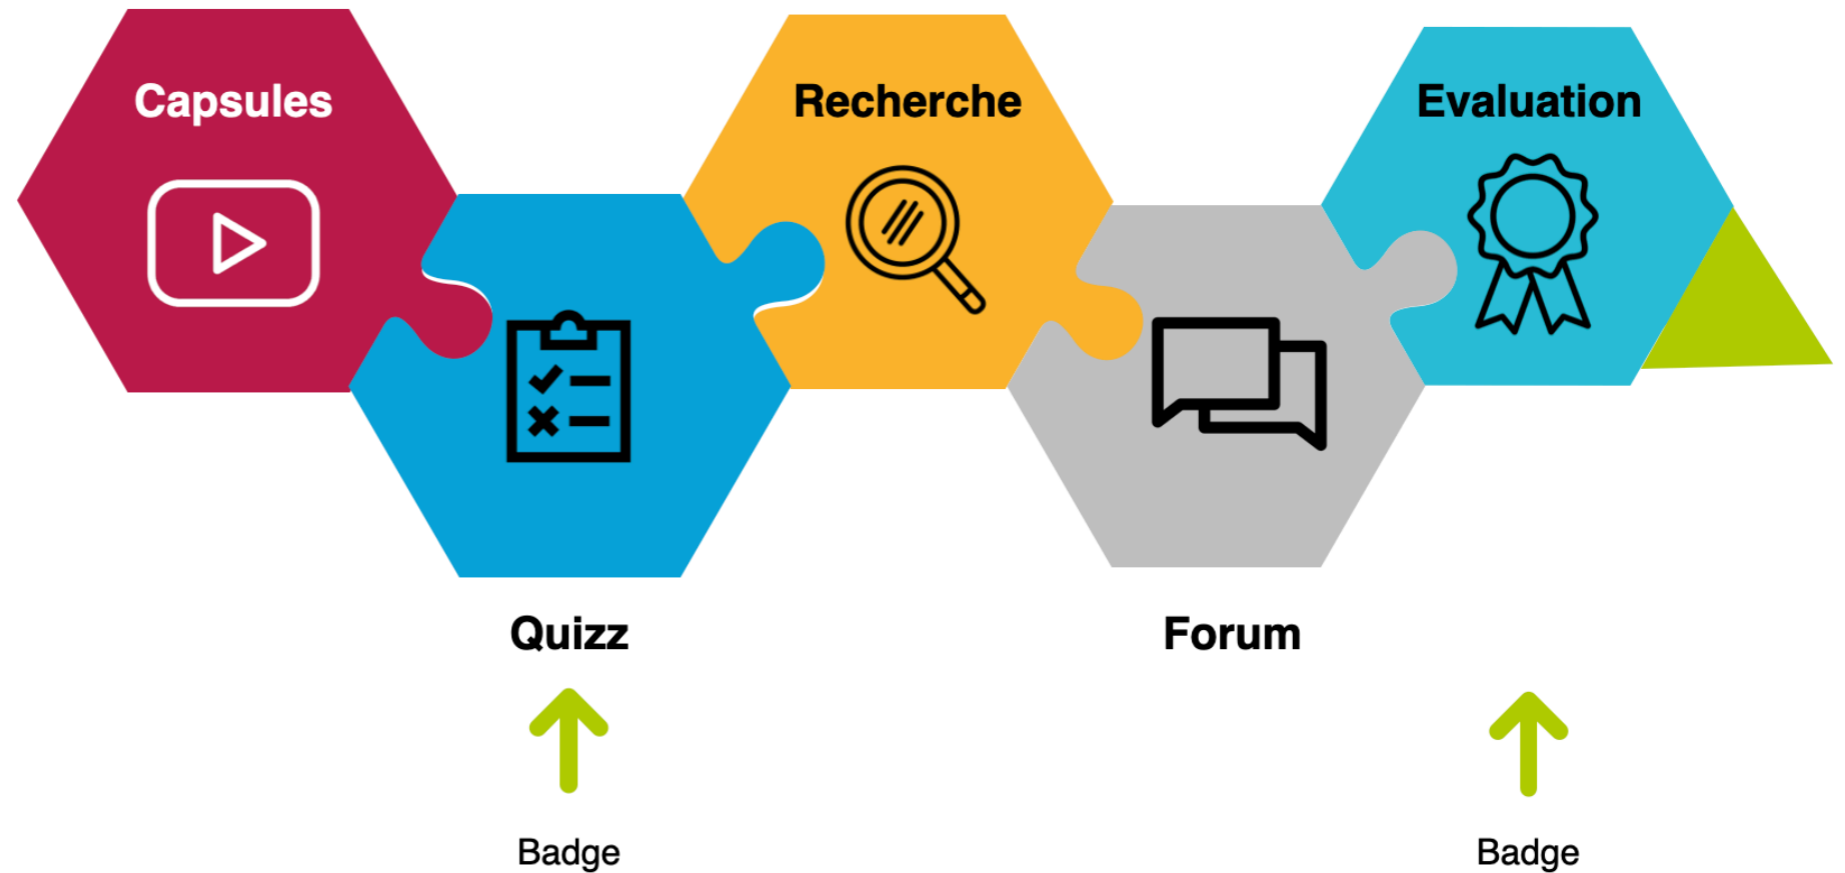 Capsules
Recherche
Evaluation
Quizz
Forum
Badge
Badge